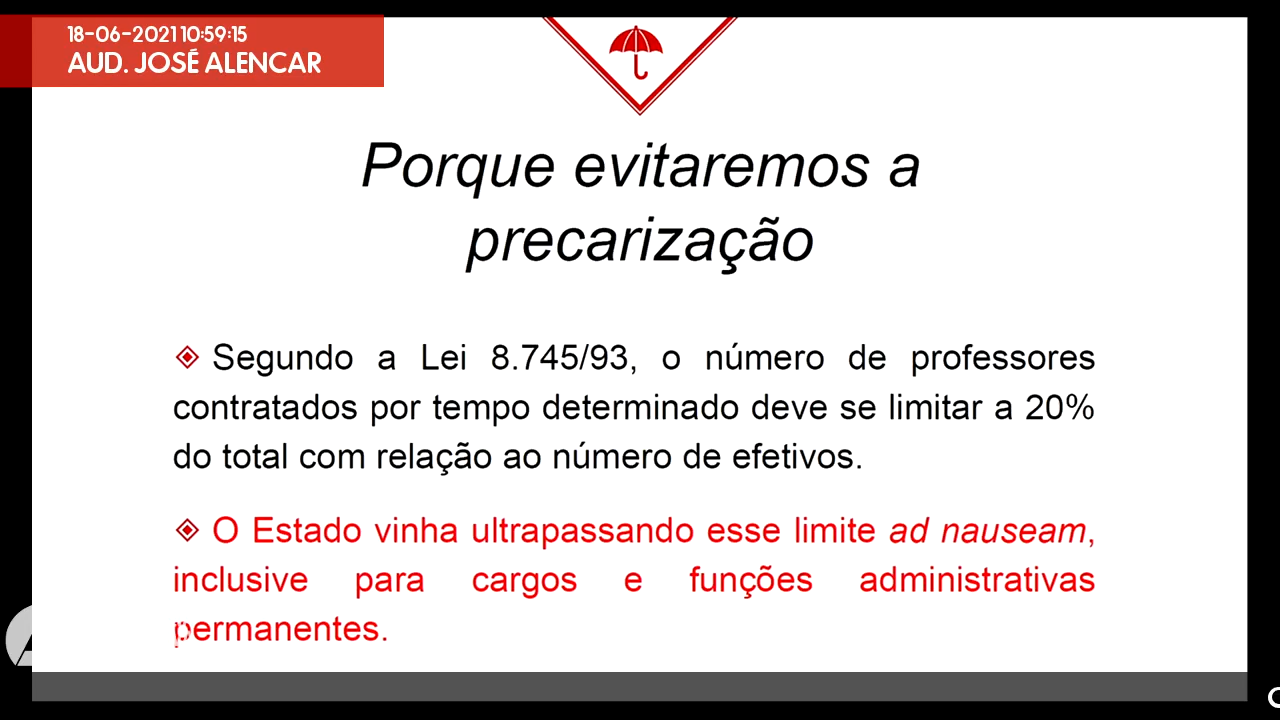 18-06-2021 10:59:15
AUD. JOSÉ ALENCAR
Porque evitaremos a
precarização
Segundo a Lei 8.745/93, o número de professores
contratados por tempo determinado deve se limitar a 20%
do total com relação ao número de efetivos.
O Estado vinha ultrapassando esse limite ad nauseam,
inclusive para cargos e funções administrativas
permanentes.